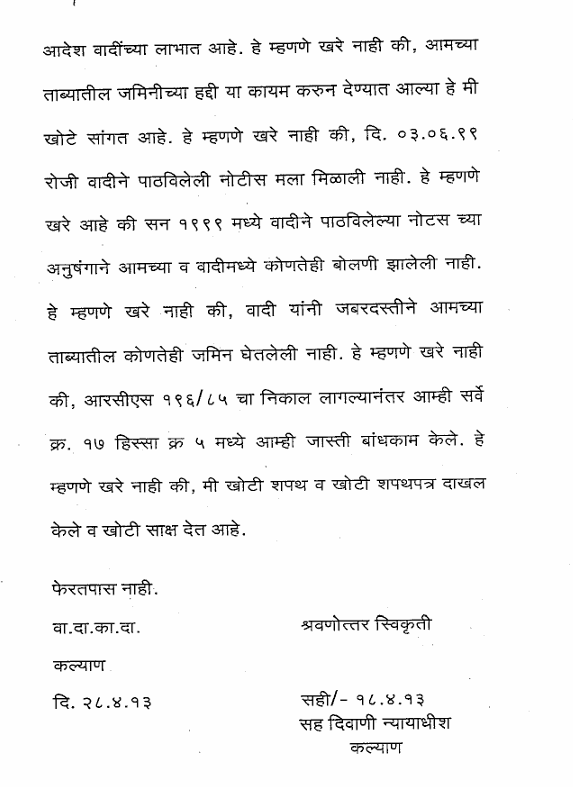 आदेश वादींच्या लाभात आहे. हे म्हणणे खरे नाही की, आमच्या
ताब्यातील जमिनीच्या हद्दी या कायम करुन देण्यात आल्या हे मी
खोटे सांगत आहे. हे म्हणणे खरे नाही की, दि. ०३.०६.९९
रोजी वादीने पाठविलेली नोटीस मला मिळाली नाही. हे म्हणणे
खरे आहे की सन १९९९ मध्ये वादीने पाठविलेल्या नोटस च्या
अनुषंगाने आमच्या व वादीमध्ये कोणतेही बोलणी झालेली नाही.
हे म्हणणे खरे नाही की, वादी यांनी जबरदस्तीने आमच्या
ताब्यातील कोणतेही जमिन घेतलेली नाही. हे म्हणणे खरे नाही
की, आरसीएस १९६/८५ चा निकाल लागल्यानंतर आम्ही सर्वे
क्र. १७ हिस्सा क्र ५ मध्ये आम्ही जास्ती बांधकाम केले. हे
म्हणणे खरे नाही की, मी खोटी शपथ व खोटी शपथपत्र दाखल
केले व खोटी साक्ष देत आहे.
फेरतपास नाही.
वा.दा.का.दा. श्रवणोत्तर स्विकृती
कल्याण
दि. २८.४.१३ सही/- १८.४.१३
सह दिवाणी न्यायाधीश
कल्याण